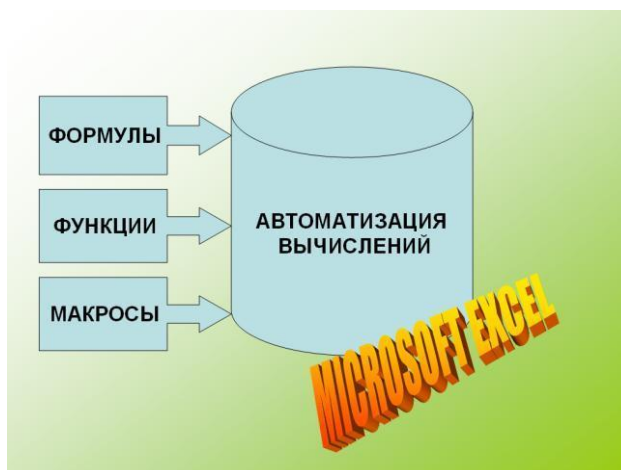 ФОРМУЛЫ
ФУНКЦИИ
МАКРОСЫ
АВТОМАТИЗАЦИЯ
ВЫЧИСЛЕНИЙ
MICROSOFT EXCEL